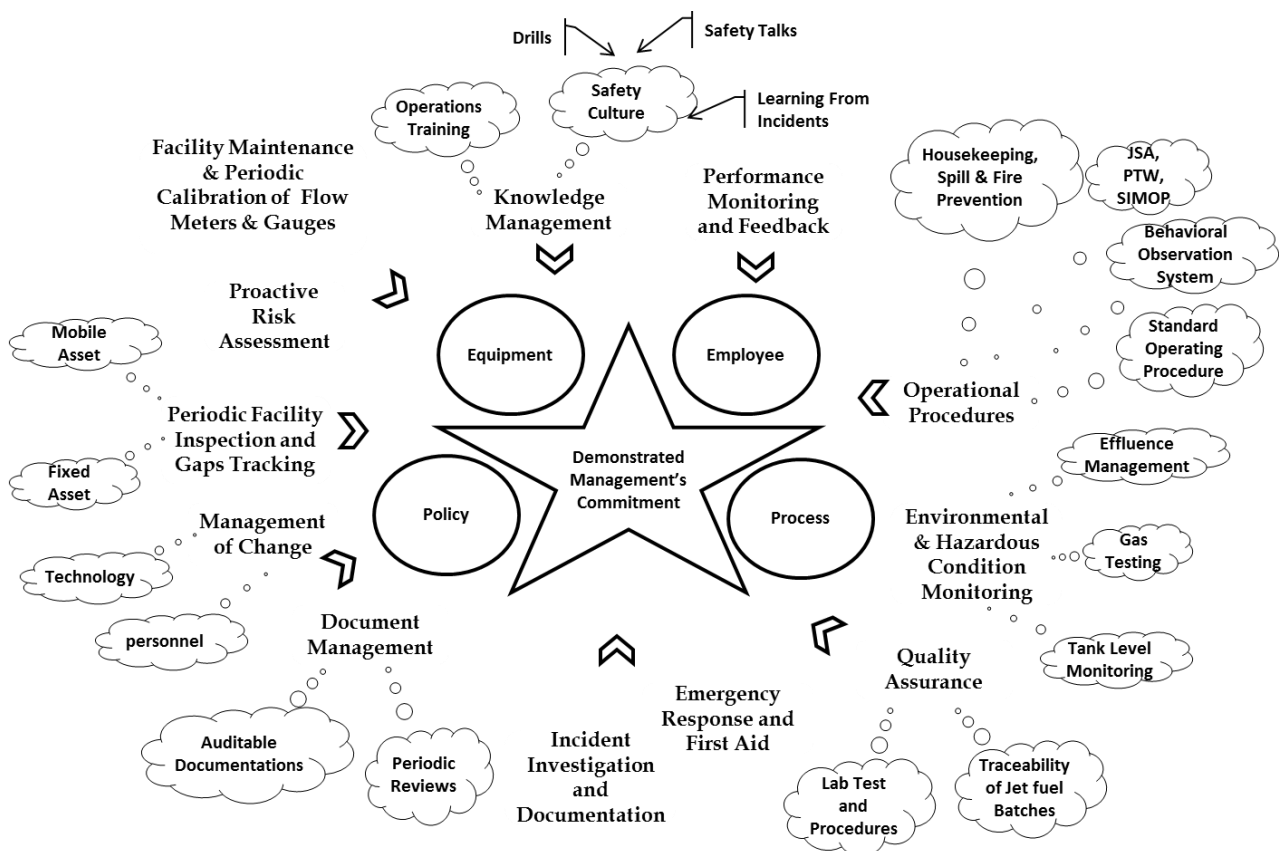 Drills
Safety Talks
Safety
Culture
Learning From
Incidents
Operations
Training
Facility Maintenance
& Periodic
Calibration of Flow
Meters & Gauges
Knowledge
Management
Performance
Monitoring
and Feedback
Housekeeping,
Spill & Fire
Prevention
JSA,
PTW,
SIMOP
Behavioral
Observation
System
Standard
Operating
Procedure
Proactive
Risk
Assessment
Mobile
Asset
Equipment
Employee
Operational
Procedures
Periodic Facility
Inspection and
Gaps Tracking
Fixed
Asset
Demonstrated
Management's
Commitment
Policy
Process
Effluence
Management
Environmental
& Hazardous
Condition
Monitoring
Gas
Testing
Tank Level
Monitoring
Management
of Change
Technology
personnel
Document
Management
Auditable
Documentations
Periodic
Reviews
Incident
Investigation
and
Documentation
Emergency
Response and
First Aid
Quality
Assurance
Lab Test
and
Procedures
Traceability
of Jet fuel
Batches